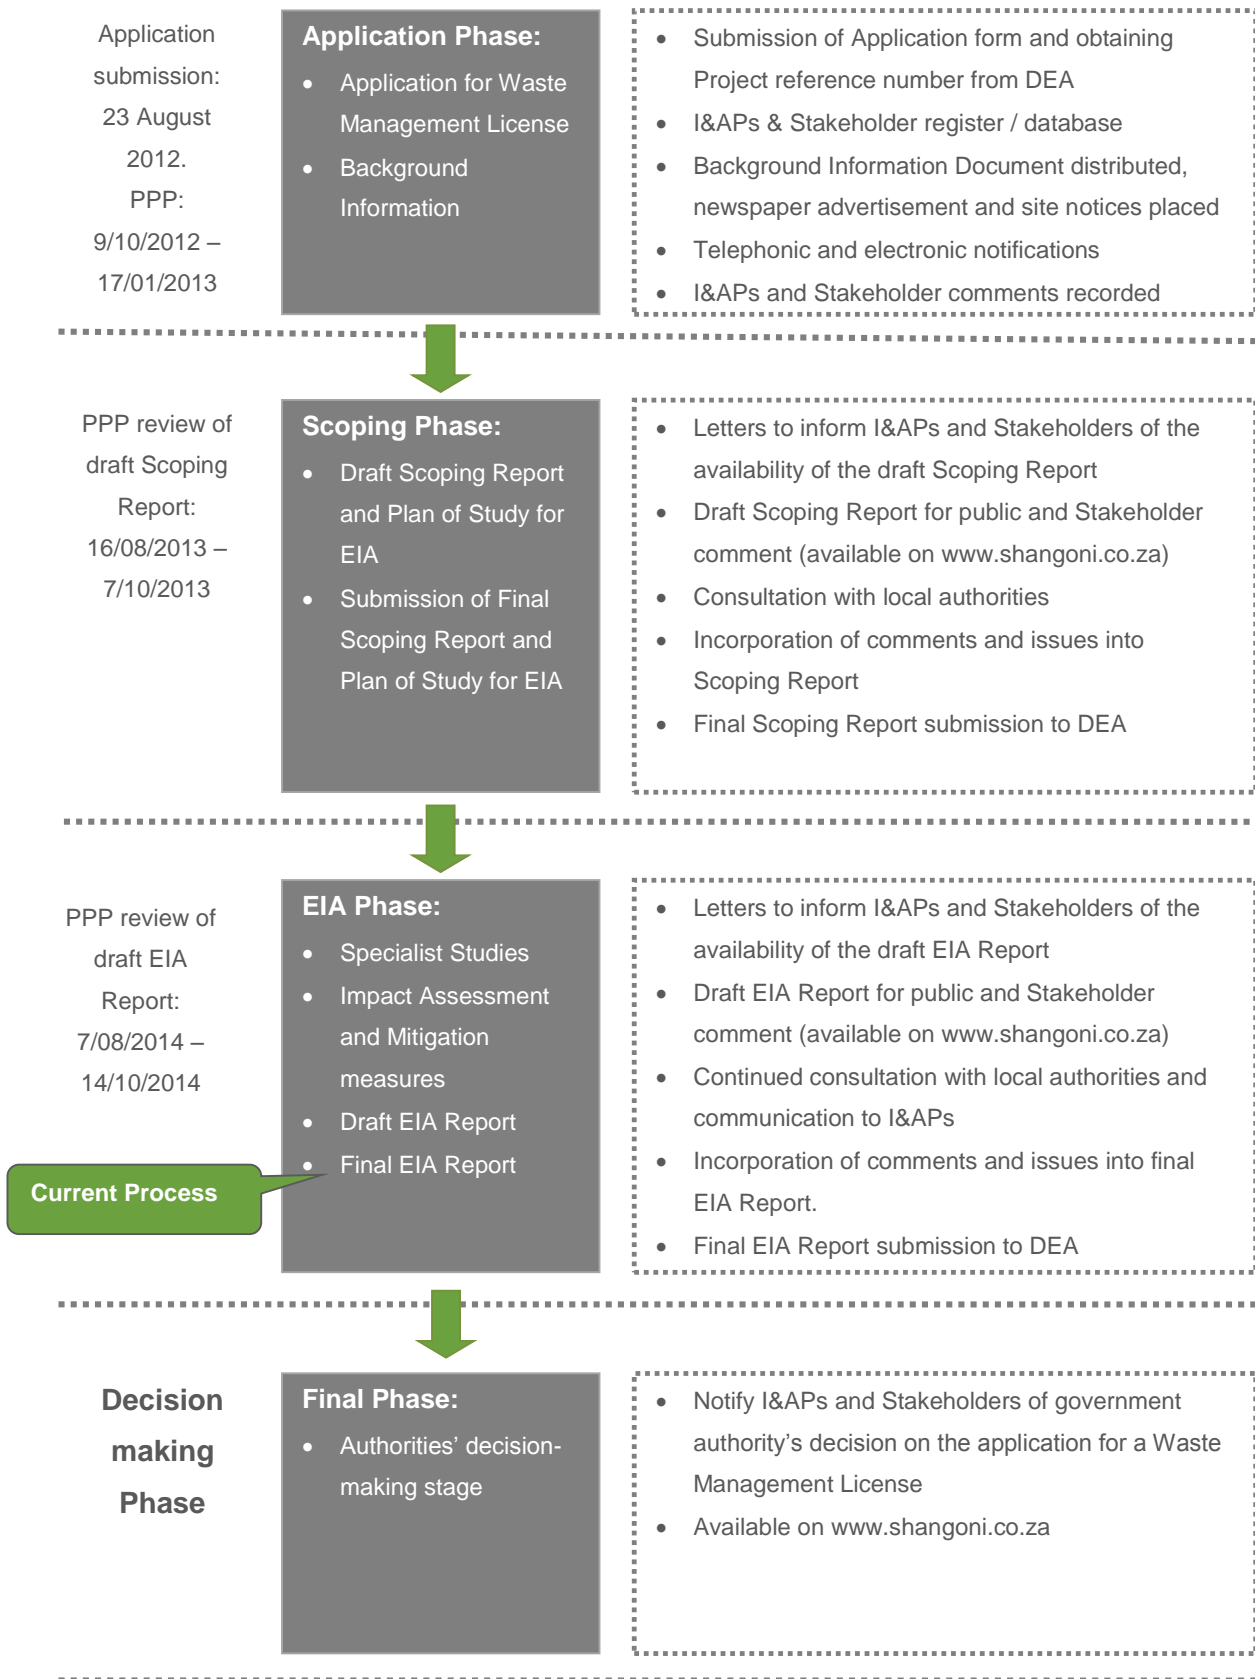 Application
submission:
23 August
2012.
PPP:
9/10/2012 –
17/01/2013
Application Phase:
• Application for Waste
Management License
• Background
Information
• Submission of Application form and obtaining
Project reference number from DEA
• I&APs & Stakeholder register / database
• Background Information Document distributed,
newspaper advertisement and site notices placed
• Telephonic and electronic notifications
• I&APs and Stakeholder comments recorded
PPP review of
draft Scoping
Report:
16/08/2013 –
7/10/2013
Scoping Phase:
• Draft Scoping Report
and Plan of Study for
EIA
• Submission of Final
Scoping Report and
Plan of Study for EIA
• Letters to inform I&APs and Stakeholders of the
availability of the draft Scoping Report
• Draft Scoping Report for public and Stakeholder
comment (available on www.shangoni.co.za)
• Consultation with local authorities
• Incorporation of comments and issues into
Scoping Report
• Final Scoping Report submission to DEA
PPP review of
draft EIA
Report:
7/08/2014 –
14/10/2014
Current Process
EIA Phase:
• Specialist Studies
• Impact Assessment
and Mitigation
measures
• Draft EIA Report
• Final EIA Report
• Letters to inform I&APs and Stakeholders of the
availability of the draft EIA Report
• Draft EIA Report for public and Stakeholder
comment (available on www.shangoni.co.za)
• Continued consultation with local authorities and
communication to I&APs
• Incorporation of comments and issues into final
EIA Report.
• Final EIA Report submission to DEA
Decision
making
Phase
Final Phase:
• Authorities’ decision-
making stage
• Notify I&APs and Stakeholders of government
authority’s decision on the application for a Waste
Management License
• Available on www.shangoni.co.za